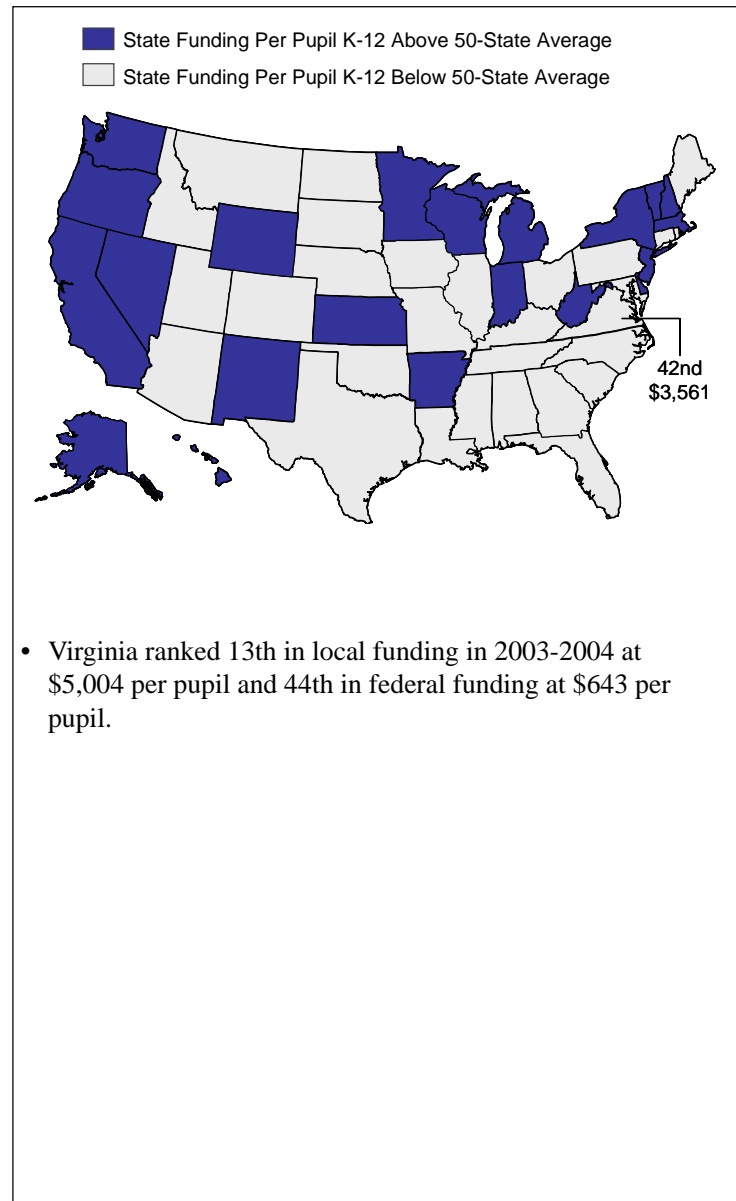 State Funding Per Pupil K-12 Above 50-State Average
State Funding Per Pupil K-12 Below 50-State Average
42nd
$3,561
• Virginia ranked 13th in local funding in 2003-2004 at
$5,004 per pupil and 44th in federal funding at $643 per
pupil.